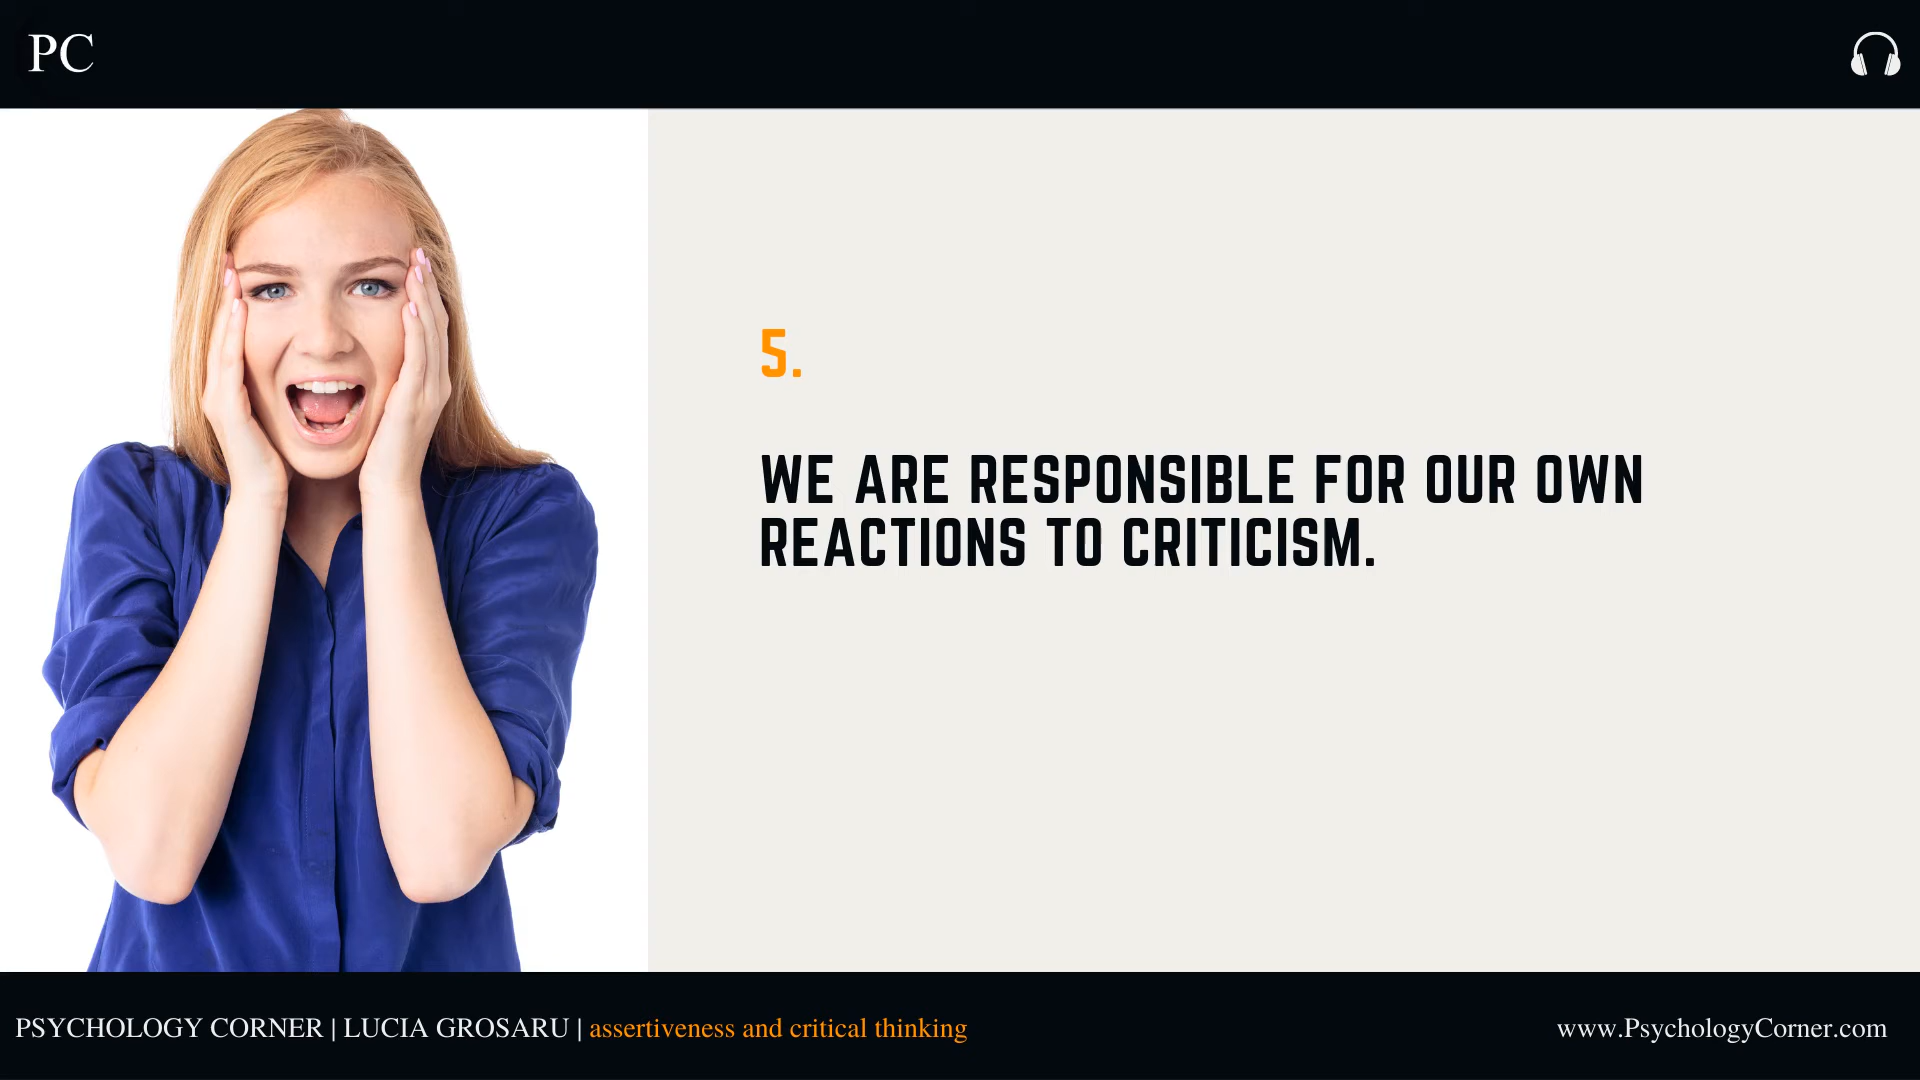 PC
5.
WE ARE RESPONSIBLE FOR OUR OWN
REACTIONS TO CRITICISM.
PSYCHOLOGY CORNER | LUCIA GROSARU | assertiveness and critical thinking
www.PsychologyCorner.com